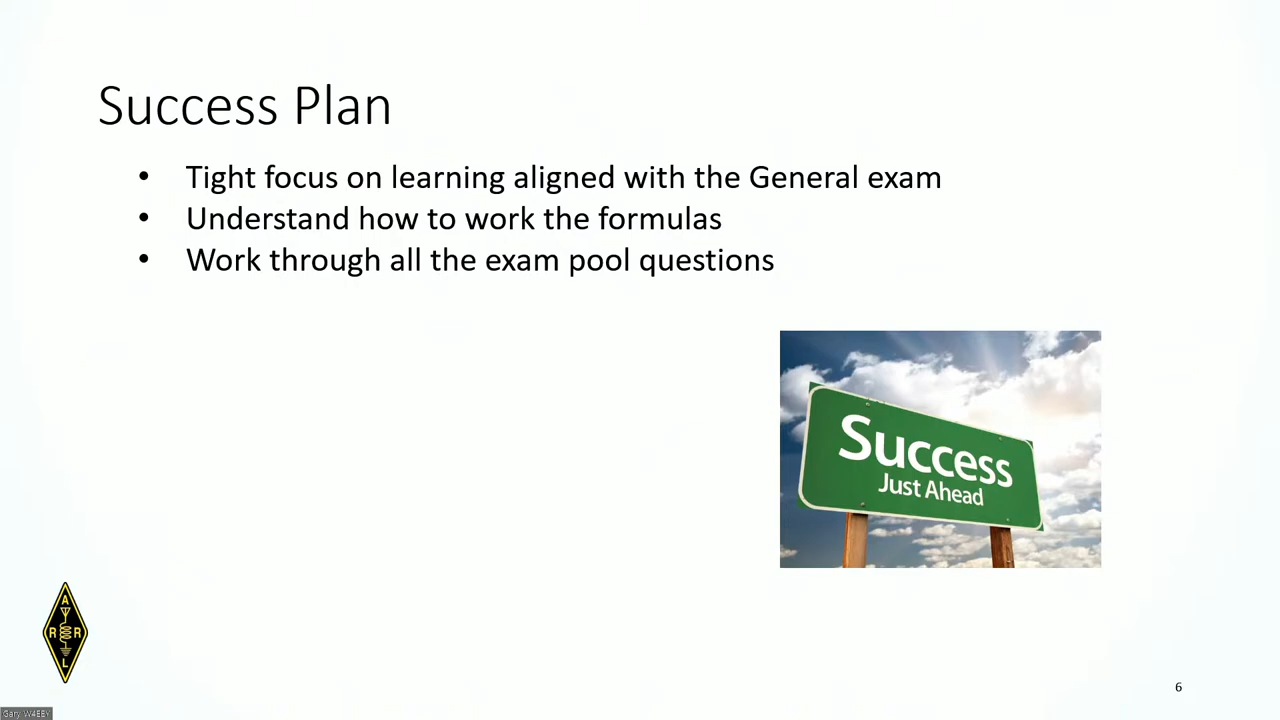 Success Plan
• Tight focus on learning aligned with the General exam
• Understand how to work the formulas
• Work through all the exam pool questions
Success
Just Ahead
A
R R
L
6
Gary W4EEY